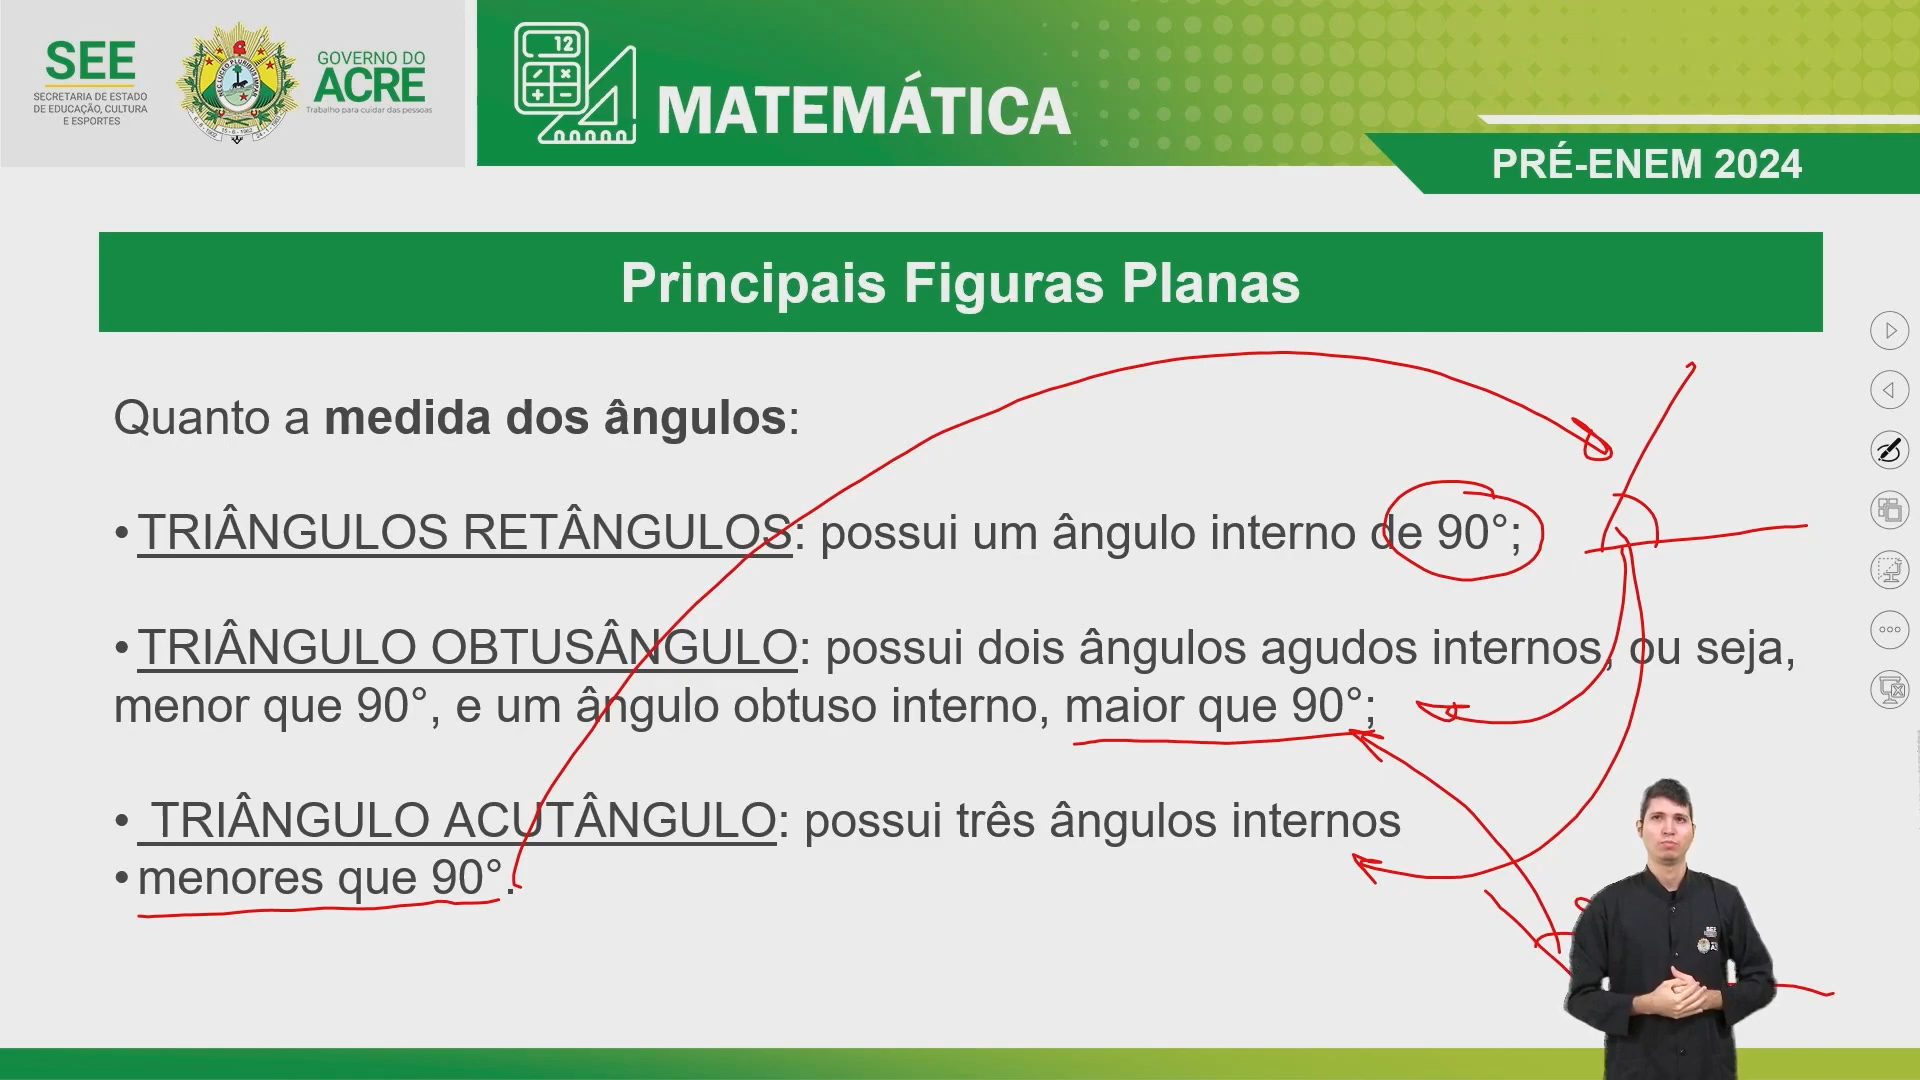 SEE
SECRETARIA DE ESTADO
DE EDUCAÇÃO, CULTURA
E ESPORTES
GOVERNO DO
ACRE
Trabalho para cuidar das pessoas
12
MATEMÁTICA
PRÉ-ENEM 2024
Principais Figuras Planas
Quanto a medida dos ângulos:
• TRIÂNGULOS RETÂNGULOS: possui um ângulo interno de 90°;
• TRIÂNGULO OBTUSÂNGULO: possui dois ângulos agudos internos, ou seja,
menor que 90°, e um ângulo obtuso interno, maior que 90°;
• TRIÂNGULO ACUTÂNGULO: possui três ângulos internos
• menores que 90°.